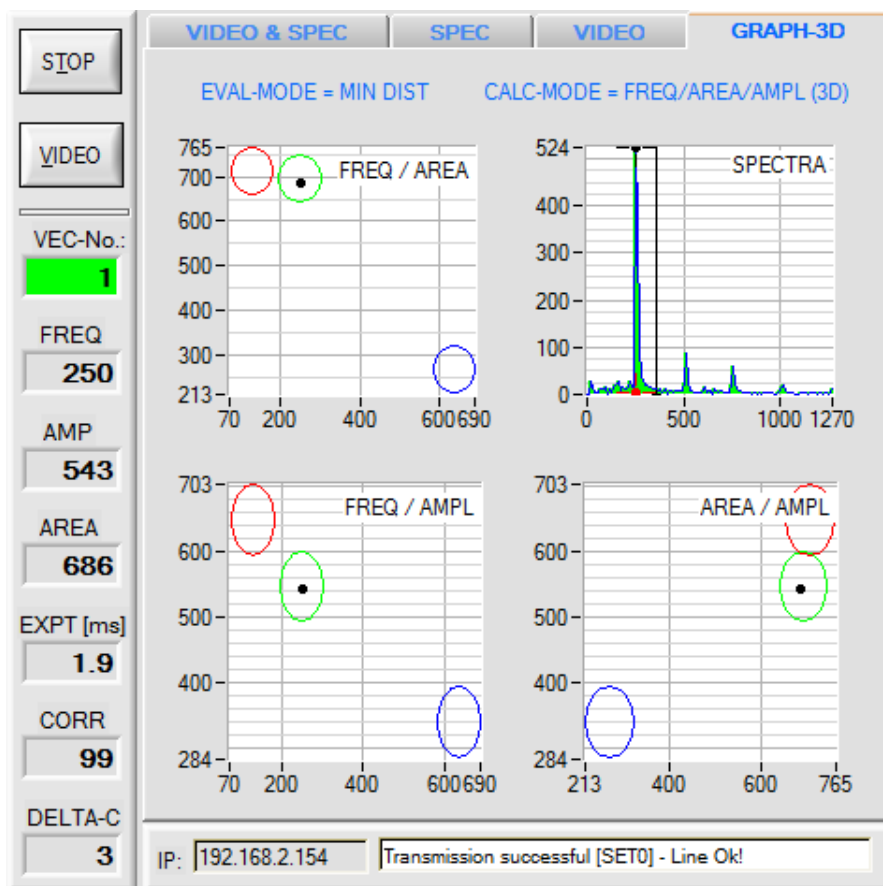 STOP
VIDEO
VEC-No.:
1
FREQ
250
AMP
543
AREA
686
EXPT [ms]
1.9
CORR
99
DELTA-C
3
VIDEO & SPEC
SPEC
VIDEO
GRAPH-3D
EVAL-MODE = MIN DIST
CALC-MODE = FREQ/AREA/AMPL (3D)
FREQ / AREA
765
700
600
500
400
300
213
70 200 400 600 690
SPECTRA
524
400
300
200
100
0
0 500 1000 1270
FREQ / AMPL
703
600
500
400
284
70 200 400 600 690
AREA / AMPL
703
600
500
400
284
213 400 600 765
IP: 192.168.2.154
Transmission successful [SET0] - Line Ok!